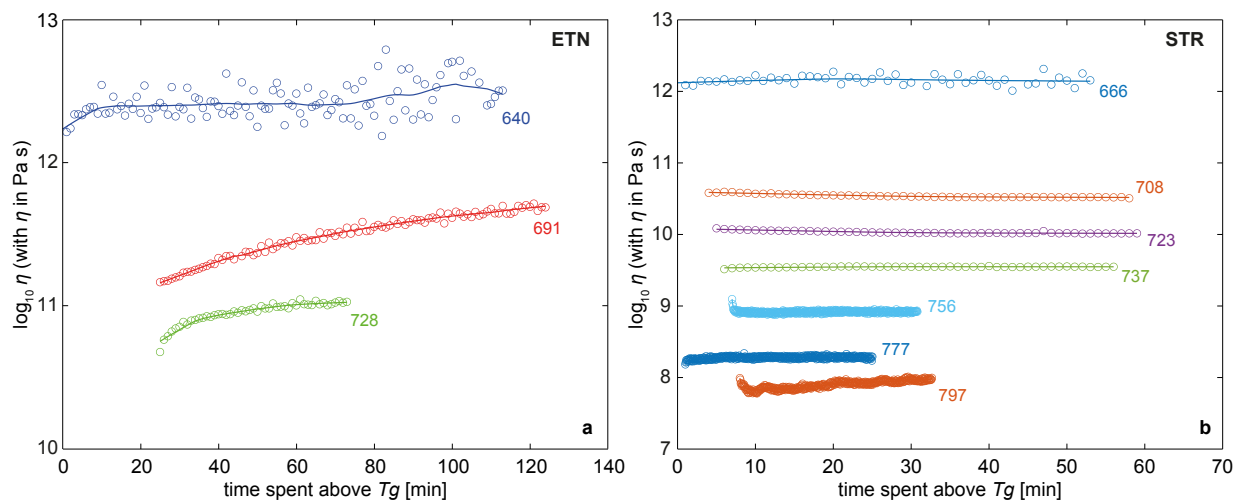 ETN
13
12
11
10
log₁₀ η (with η in Pa s)
640
691
728
a
0 20 40 60 80 100 120 140
time spent above Tg [min]
STR
13
12
11
10
9
8
7
log₁₀ η (with η in Pa s)
666
708
723
737
756
777
797
b
0 10 20 30 40 50 60 70
time spent above Tg [min]